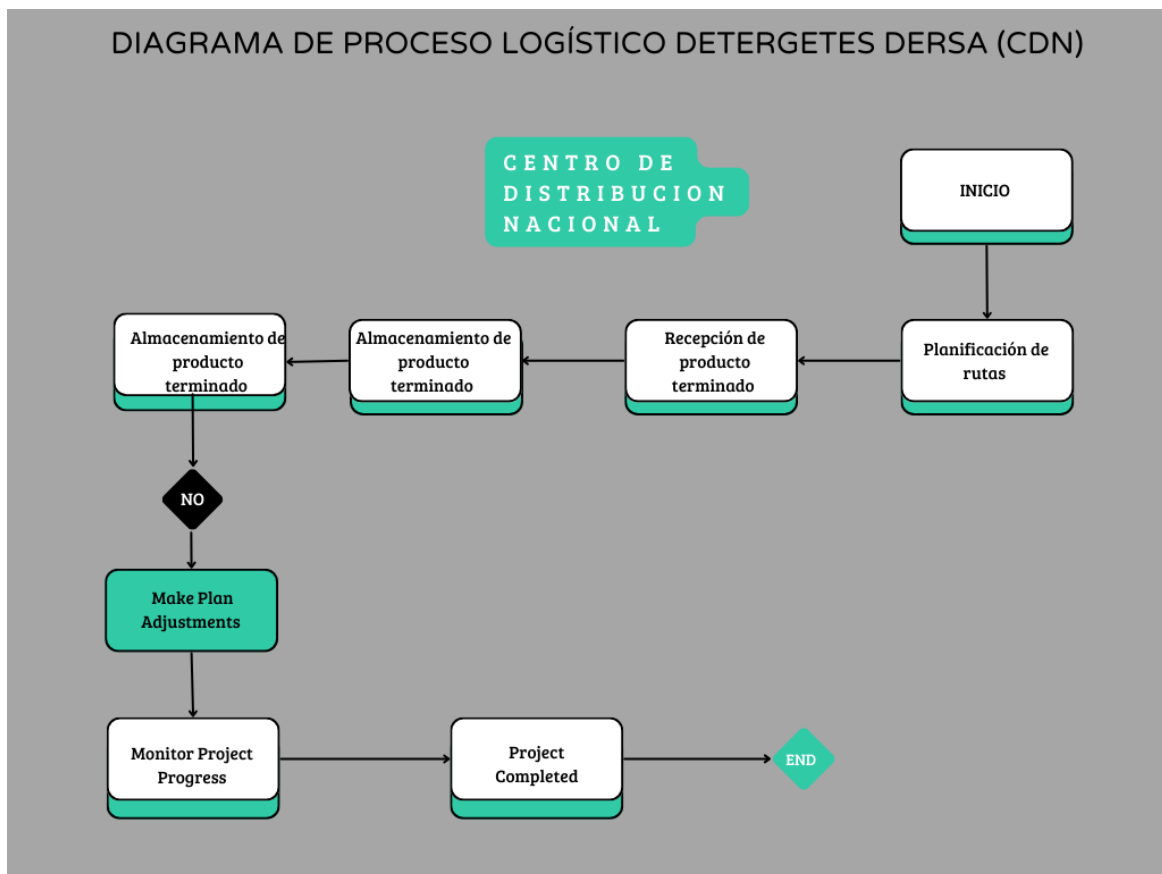 DIAGRAMA DE PROCESO LOGÍSTICO DETERGETES DERSA (CDN)
CENTRO DE
DISTRIBUCION
NACIONAL
INICIO
Planificación de
rutas
Recepción de
producto
terminado
Almacenamiento de
producto
terminado
Almacenamiento de
producto
terminado
NO
Make Plan
Adjustments
Monitor Project
Progress
Project
Completed
END